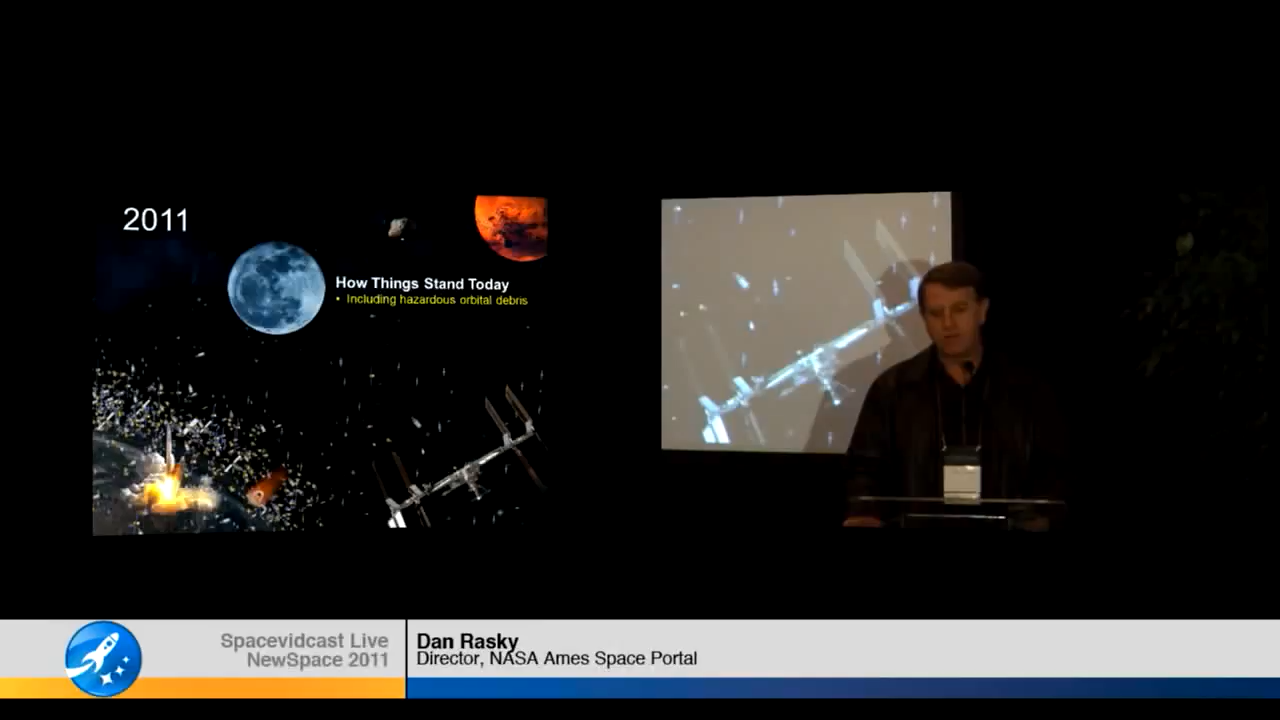 2011
How Things Stand Today
• Including hazardous orbital debris
Spacevidcast Live
NewSpace 2011
Dan Rasky
Director, NASA Ames Space Portal